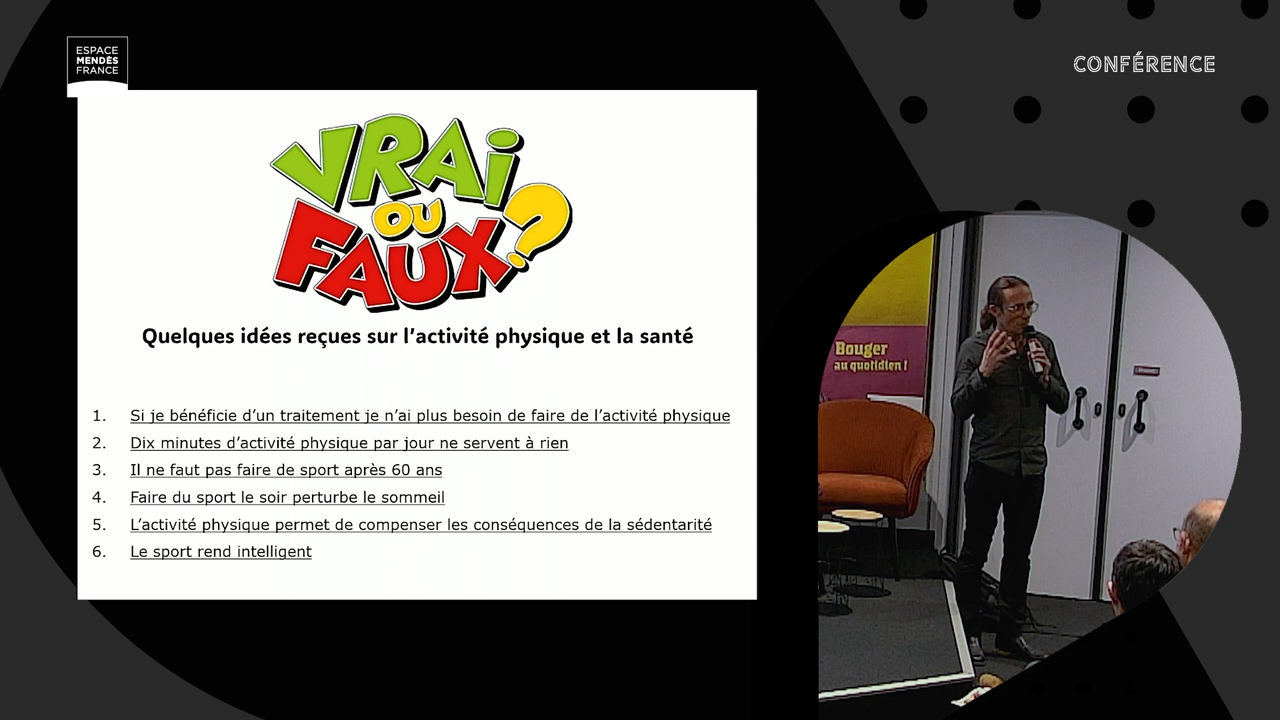 ESPACE
MENDÈS
FRANCE
CONFÉRENCE
VRAI
OU
FAUX?
Quelques idées reçues sur l'activité physique et la santé
1. Si je bénéficie d'un traitement je n'ai plus besoin de faire de l'activité physique
2. Dix minutes d'activité physique par jour ne servent à rien
3. Il ne faut pas faire de sport après 60 ans
4. Faire du sport le soir perturbe le sommeil
5. L'activité physique permet de compenser les conséquences de la sédentarité
6. Le sport rend intelligent
Bouger
au quotidien !